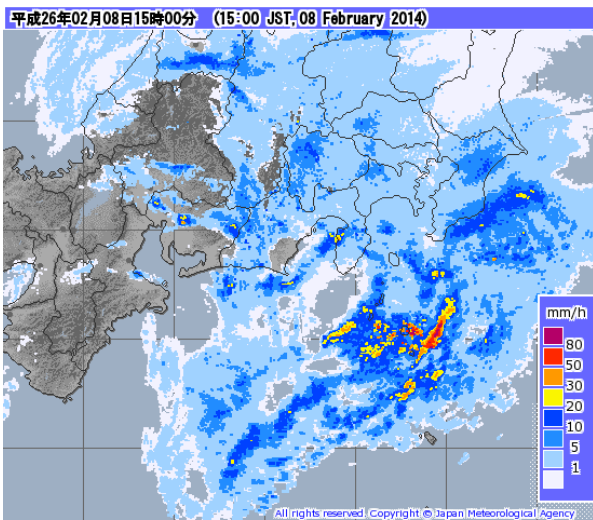 平成26年02月08日15時00分 (15:00 JST, 08 February 2014)
mm/h
80
50
30
20
10
5
1
All rights reserved. Copyright © Japan Meteorological Agency